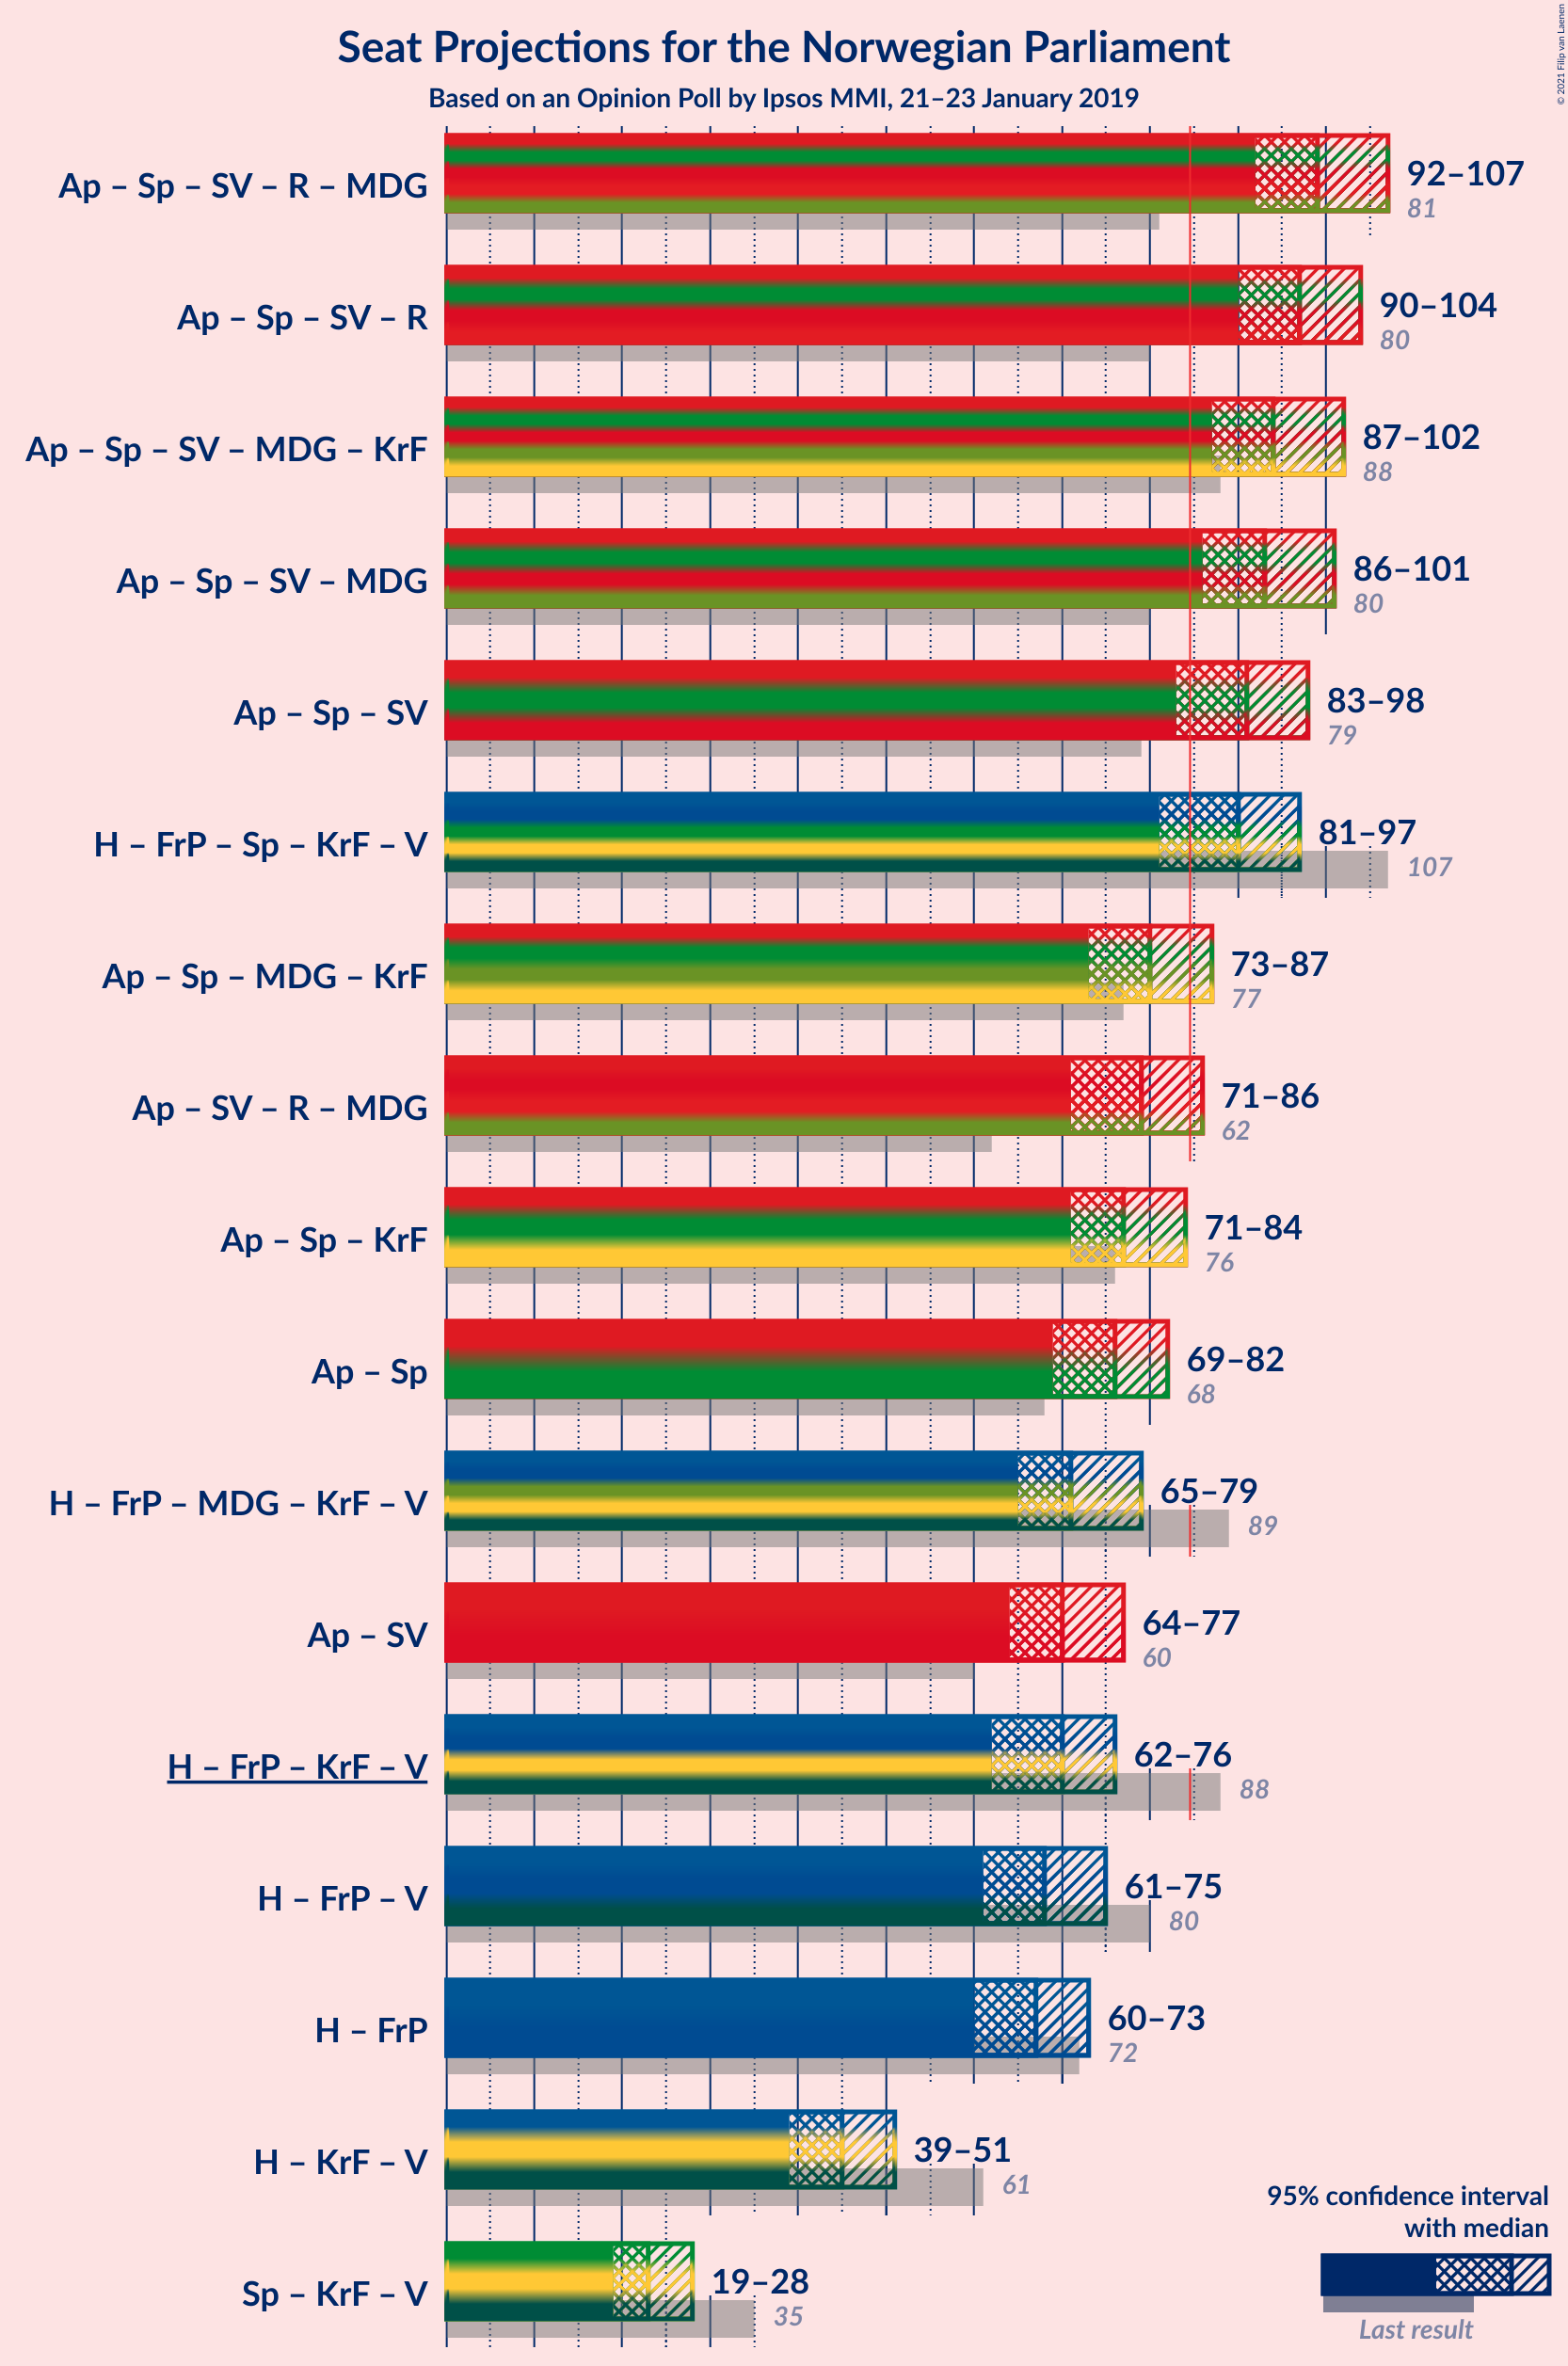 Seat Projections for the Norwegian Parliament
Based on an Opinion Poll by Ipsos MMI, 21–23 January 2019
© 2021 Filip van Laenen
Ap – Sp – SV – R – MDG
92–107
81
Ap – Sp – SV – R
90–104
80
Ap – Sp – SV – MDG – KrF
87–102
88
Ap – Sp – SV – MDG
86–101
80
Ap – Sp – SV
83–98
79
H – FrP – Sp – KrF – V
81–97
107
Ap – Sp – MDG – KrF
73–87
77
Ap – SV – R – MDG
71–86
62
Ap – Sp – KrF
71–84
76
Ap – Sp
69–82
68
H – FrP – MDG – KrF – V
65–79
89
Ap – SV
64–77
60
H – FrP – KrF – V
62–76
88
H – FrP – V
61–75
80
H – FrP
60–73
72
H – KrF – V
39–51
61
Sp – KrF – V
19–28
35
95% confidence interval
with median
Last result